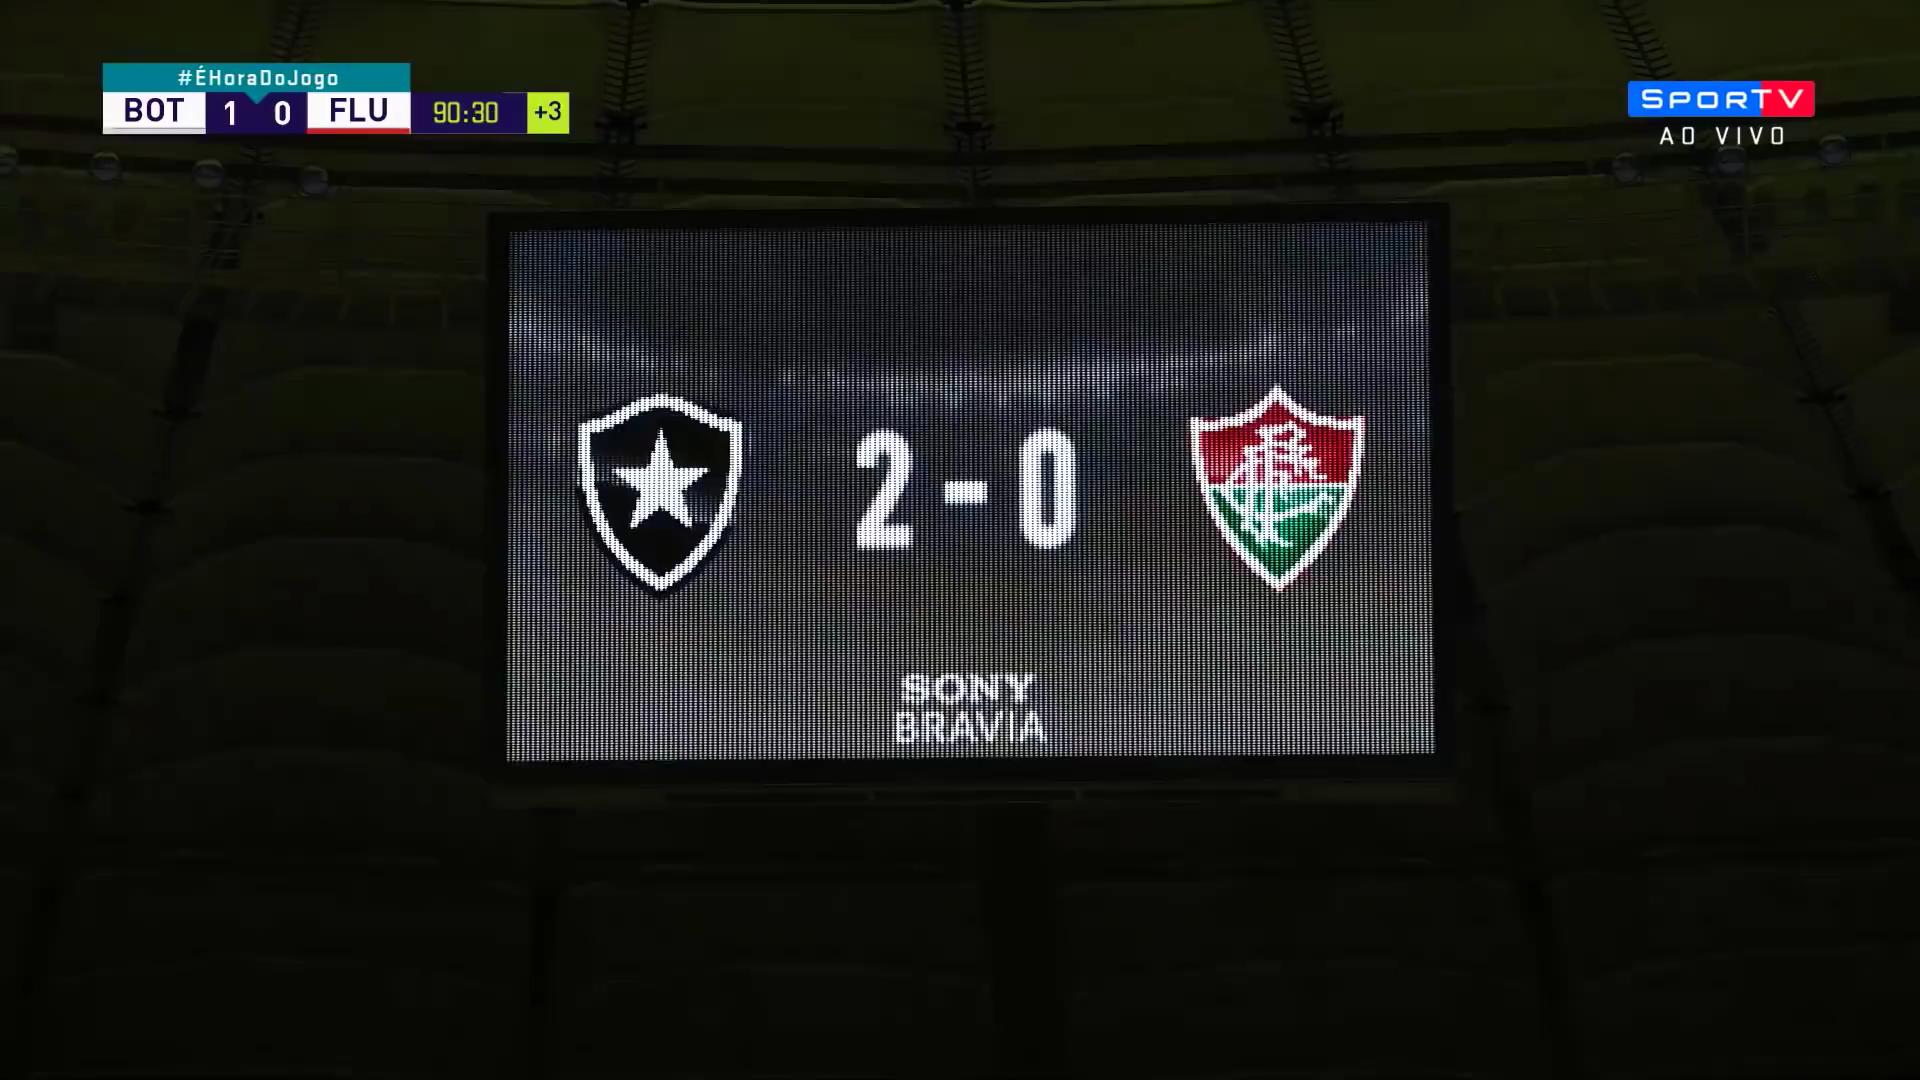 #ÉHoraDoJogo
BOT 1 0 FLU 90:30 +3
SPORTV
AO VIVO
2 - 0
SONY
BRAVIA